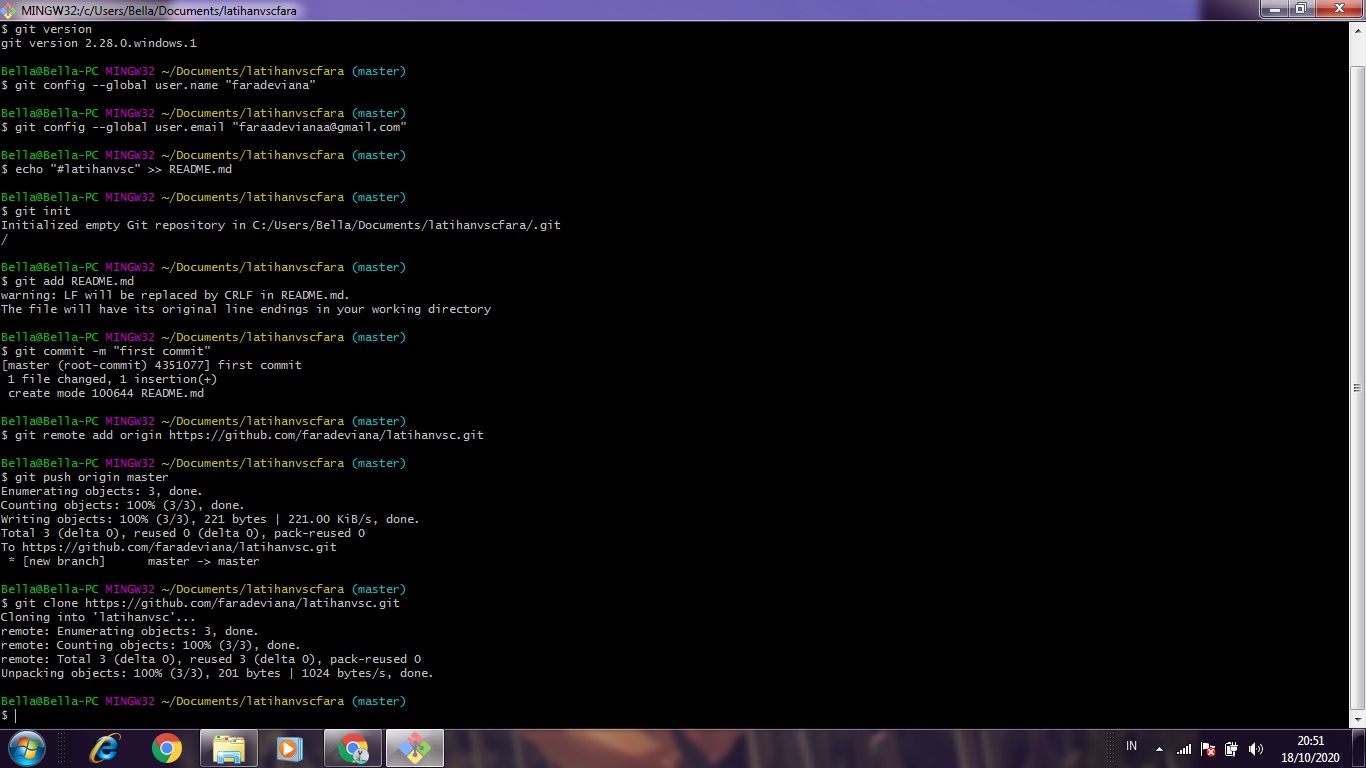 MINGW32:/c/Users/Bella/Documents/latihanvscfara
$ git version
git version 2.28.0.windows.1
Bella@Bella-PC MINGW32 ~/Documents/latihanvscfara (master)
$ git config --global user.name "faradeviana"
Bella@Bella-PC MINGW32 ~/Documents/latihanvscfara (master)
$ git config --global user.email "faraadevianaa@gmail.com"
Bella@Bella-PC MINGW32 ~/Documents/latihanvscfara (master)
$ echo "#latihanvsc" >> README.md
Bella@Bella-PC MINGW32 ~/Documents/latihanvscfara (master)
$ git init
Initialized empty Git repository in C:/Users/Bella/Documents/latihanvscfara/.git
/
Bella@Bella-PC MINGW32 ~/Documents/latihanvscfara (master)
$ git add README.md
warning: LF will be replaced by CRLF in README.md.
The file will have its original line endings in your working directory
Bella@Bella-PC MINGW32 ~/Documents/latihanvscfara (master)
$ git commit -m "first commit"
[master (root-commit) 4351077] first commit
 1 file changed, 1 insertion(+)
 create mode 100644 README.md
Bella@Bella-PC MINGW32 ~/Documents/latihanvscfara (master)
$ git remote add origin https://github.com/faradeviana/latihanvsc.git
Bella@Bella-PC MINGW32 ~/Documents/latihanvscfara (master)
$ git push origin master
Enumerating objects: 3, done.
Counting objects: 100% (3/3), done.
Writing objects: 100% (3/3), 221 bytes | 221.00 KiB/s, done.
Total 3 (delta 0), reused 0 (delta 0), pack-reused 0
To https://github.com/faradeviana/latihanvsc.git
 * [new branch]      master -> master
Bella@Bella-PC MINGW32 ~/Documents/latihanvscfara (master)
$ git clone https://github.com/faradeviana/latihanvsc.git
Cloning into 'latihanvsc'...
remote: Enumerating objects: 3, done.
remote: Counting objects: 100% (3/3), done.
remote: Total 3 (delta 0), reused 3 (delta 0), pack-reused 0
Unpacking objects: 100% (3/3), 201 bytes | 1024 bytes/s, done.
Bella@Bella-PC MINGW32 ~/Documents/latihanvscfara (master)
$
IN
20:51
18/10/2020